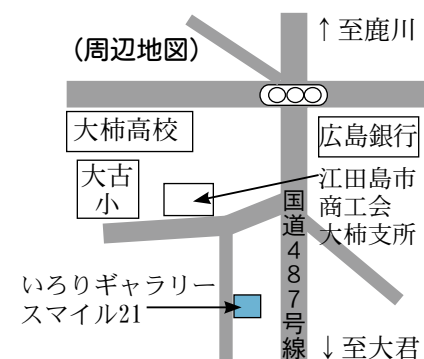 ↑至鹿川
(周辺地図)
大柿高校
広島銀行
大古
小
江田島市
商工会
大柿支所
国道487号線
いろりギャラリー
スマイル21
↓至大君